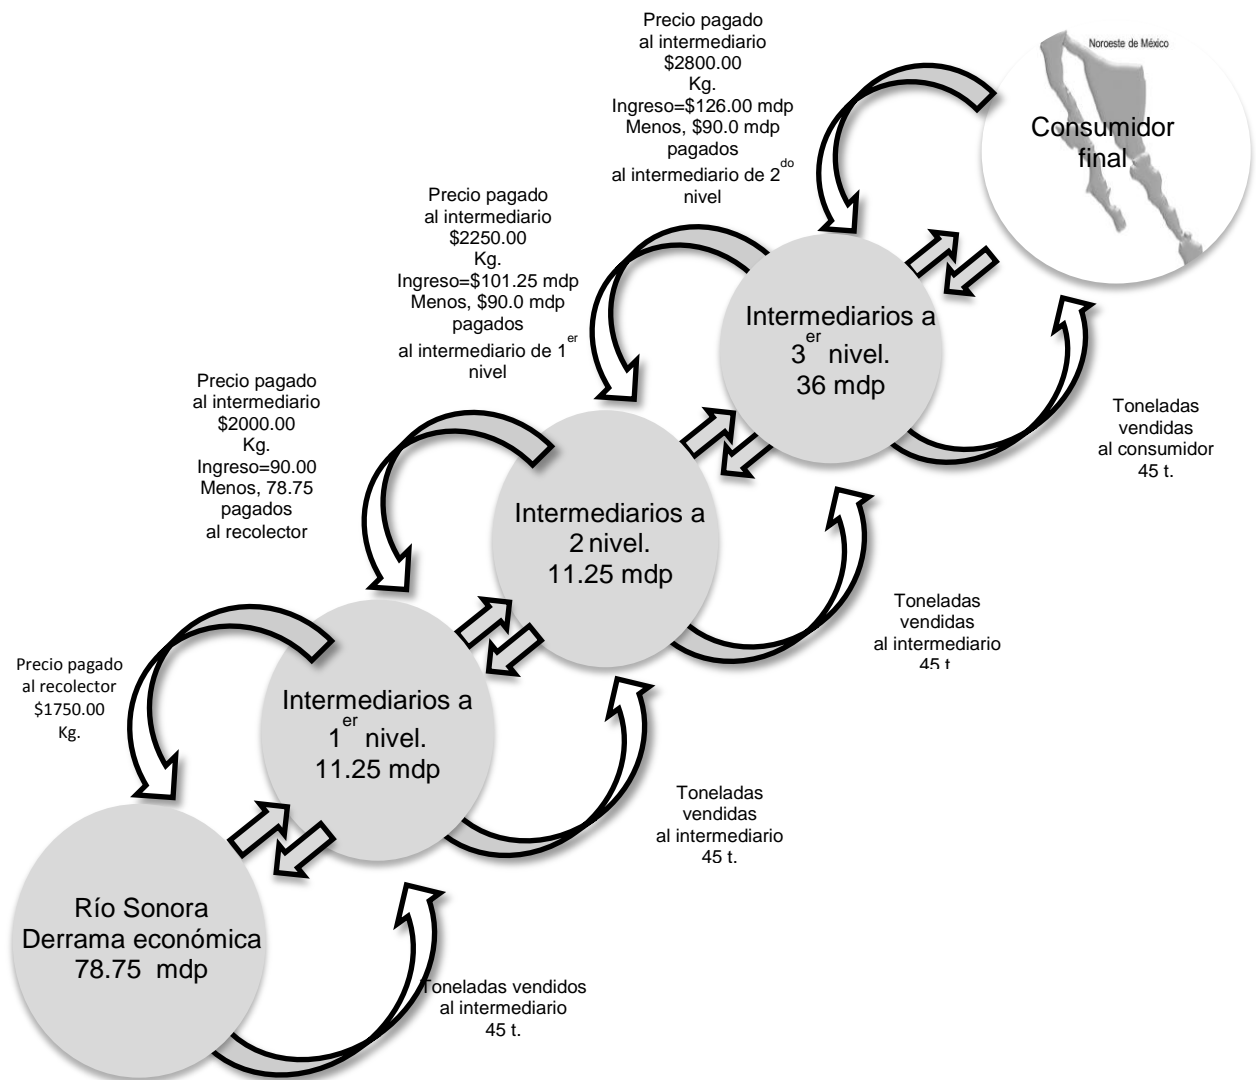 Precio pagado
al intermediario
$2800.00
Kg.
Ingreso=$126.00 mdp
Menos, $90.0 mdp
pagados
al intermediario de 2do
nivel
Noroeste de México
Consumidor
final
Precio pagado
al intermediario
$2250.00
Kg.
Ingreso=$101.25 mdp
Menos, $90.0 mdp
pagados
al intermediario de 1er
nivel
Intermediarios a
3er nivel.
36 mdp
Toneladas
vendidas
al consumidor
45 t.
Precio pagado
al intermediario
$2000.00
Kg.
Ingreso=90.00
Menos, 78.75
pagados
al recolector
Intermediarios a
2 nivel.
11.25 mdp
Toneladas
vendidas
al intermediario
45 t.
Precio pagado
al recolector
$1750.00
Kg.
Intermediarios a
1er nivel.
11.25 mdp
Toneladas
vendidas
al intermediario
45 t.
Río Sonora
Derrama económica
78.75 mdp
Toneladas vendidos
al intermediario
45 t.